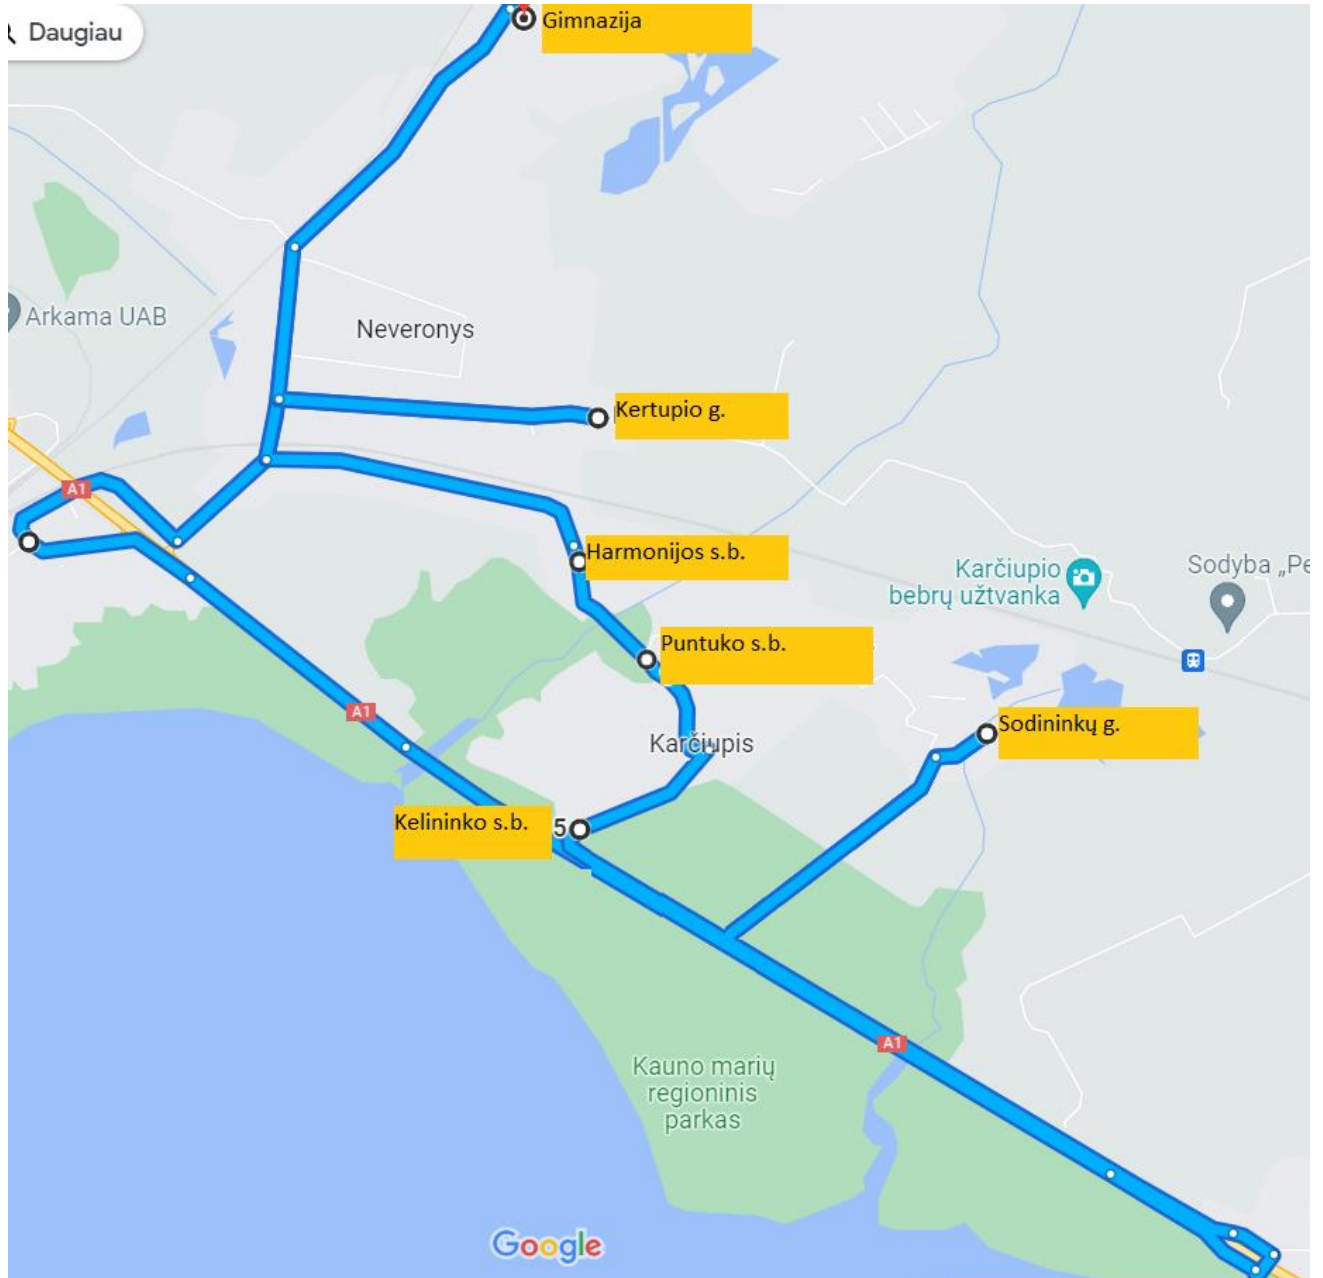 Daugiau
Gimnazija
Arkama UAB
Neveronys
Kertupio g.
A1
Harmonijos s.b.
Karčiupio
bebrų užtvanka
Sodyba „Pe
Puntuko s.b.
A1
Karčiupis
Sodininkų g.
Kelininko s.b.
5
A1
Kauno marių
regioninis
parkas
Google